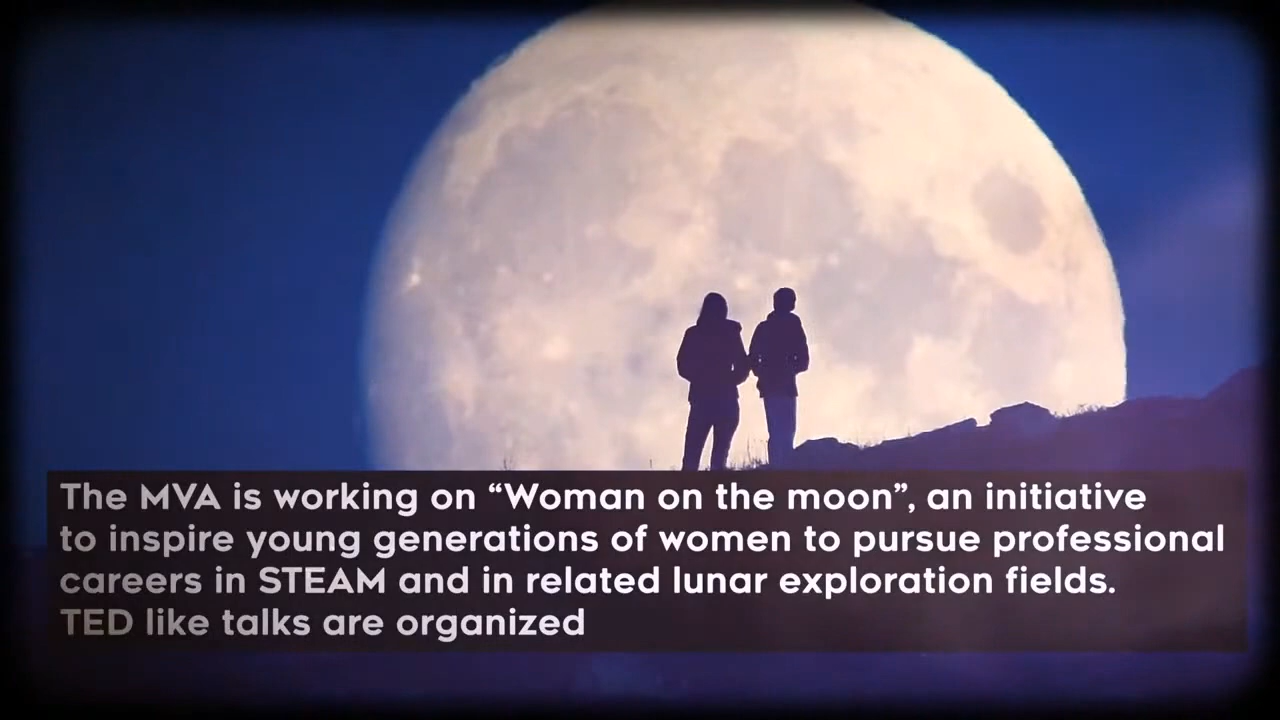 The MVA is working on “Woman on the moon”, an initiative
to inspire young generations of women to pursue professional
careers in STEAM and in related lunar exploration fields.
TED like talks are organized